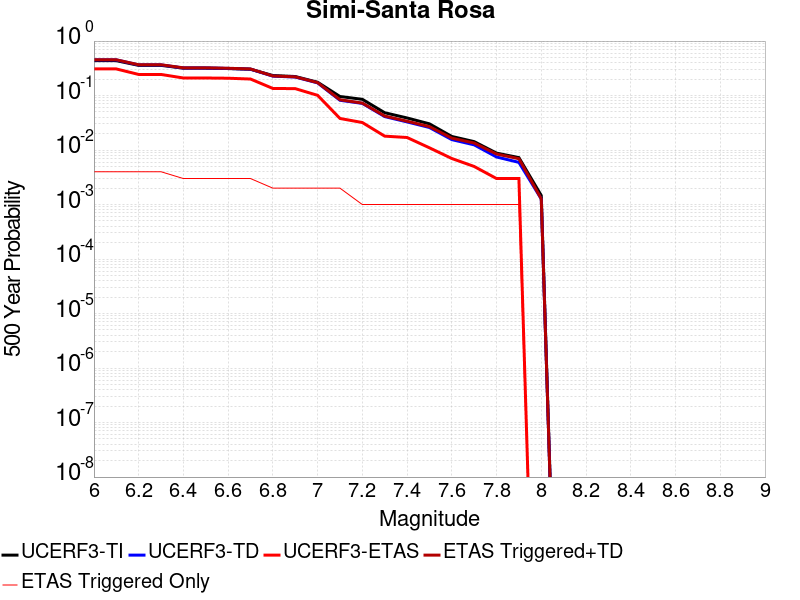 Simi-Santa Rosa
10^0
10^-1
10^-2
10^-3
10^-4
10^-5
10^-6
10^-7
10^-8
500 Year Probability
6 6.2 6.4 6.6 6.8 7 7.2 7.4 7.6 7.8 8 8.2 8.4 8.6 8.8 9
Magnitude
UCERF3-TI UCERF3-TD UCERF3-ETAS ETAS Triggered+TD
ETAS Triggered Only